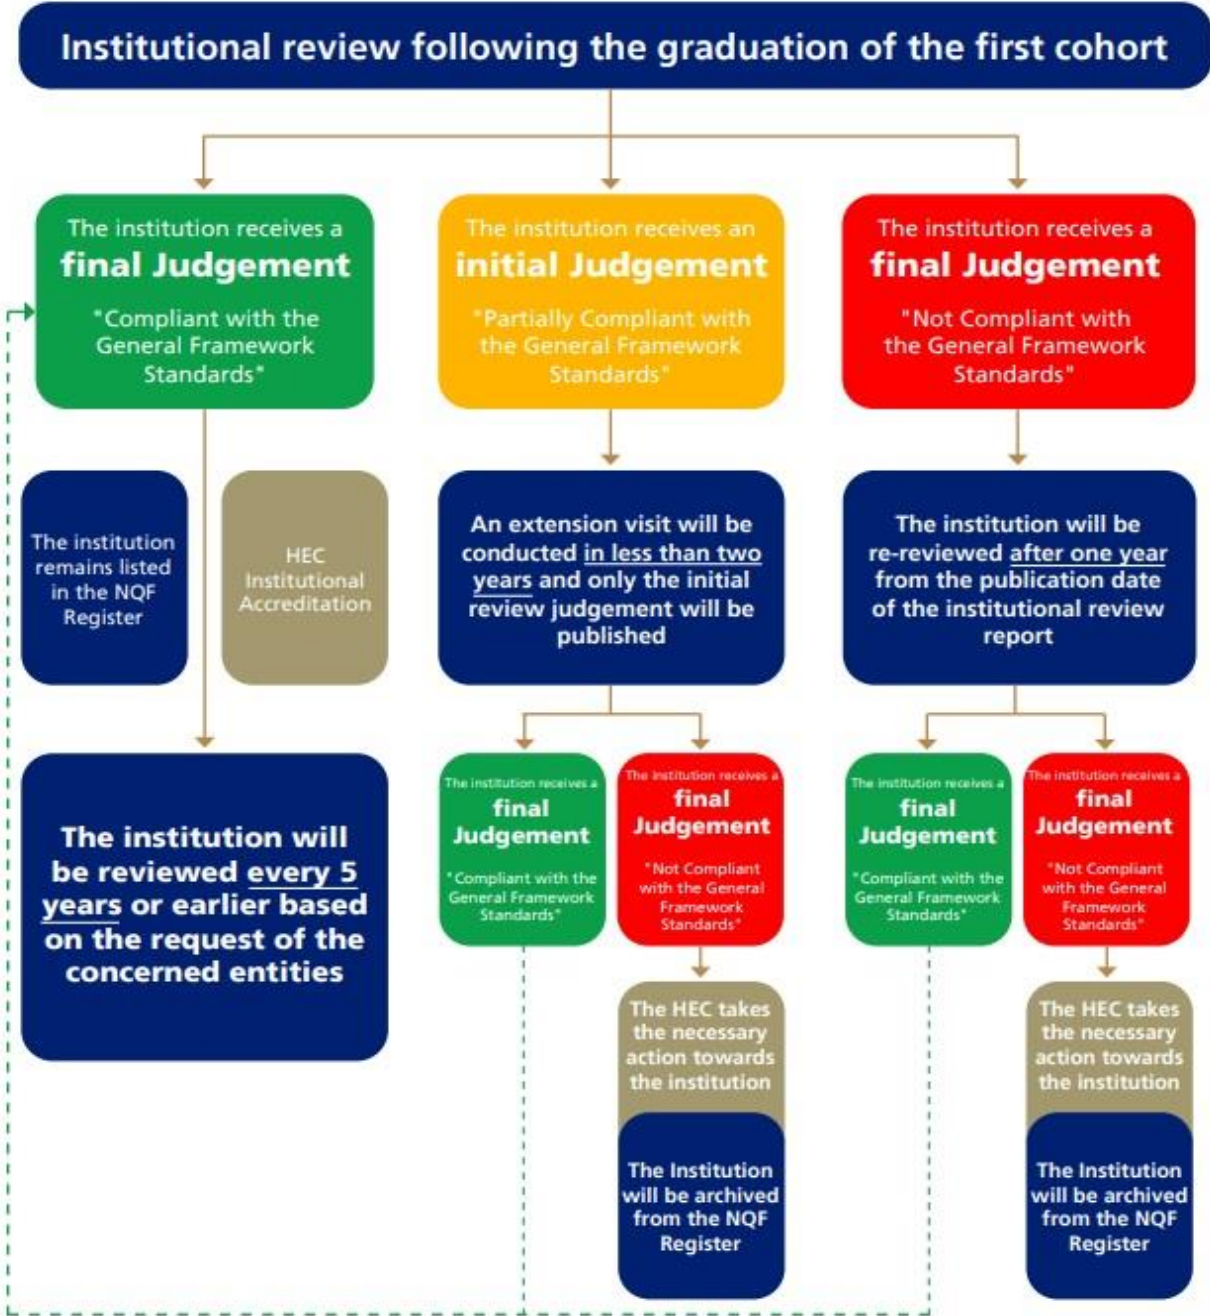 Institutional review following the graduation of the first cohort
The institution receives a
final Judgement
"Compliant with the
General Framework
Standards"
The institution receives an
initial Judgement
"Partially Compliant with
the General Framework
Standards"
The institution receives a
final Judgement
"Not Compliant with
the General Framework
Standards"
The institution
remains listed
in the NQF
Register
HEC
Institutional
Accreditation
An extension visit will be
conducted in less than two
years and only the initial
review judgement will be
published
The institution will be
re-reviewed after one year
from the publication date
of the institutional review
report
The institution will
be reviewed every 5
years or earlier based
on the request of the
concerned entities
The institution receives a
final
Judgement
"Compliant with the
General Framework
Standards"
The institution receives a
final
Judgement
"Not Compliant
with the General
Framework
Standards"
The institution receives a
final
Judgement
"Compliant with the
General Framework
Standards"
The institution receives a
final
Judgement
"Not Compliant
with the General
Framework
Standards"
The HEC takes
the necessary
action towards
the institution
The Institution
will be archived
from the NQF
Register
The HEC takes
the necessary
action towards
the institution
The Institution
will be archived
from the NQF
Register